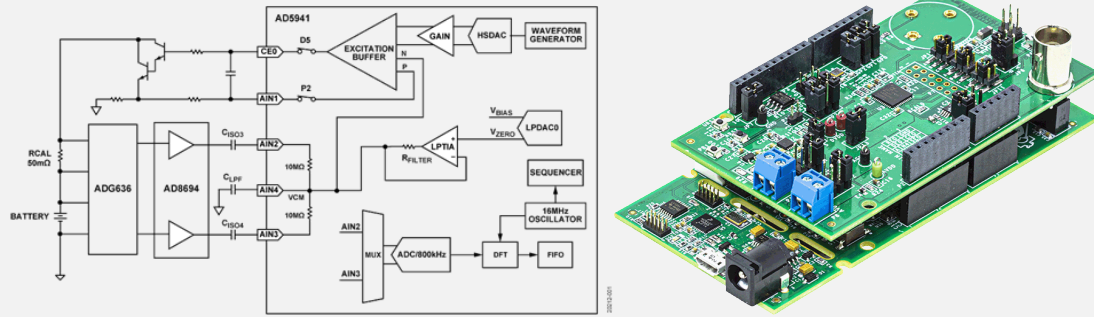 AD5941
CE0
D5
EXCITATION
BUFFER
N
P
GAIN
HSDAC
WAVEFORM
GENERATOR
AIN1
P2
VBIAS
VZERO
LPDAC0
LPTIA
RFILTER
RCAL
50mΩ
ADG636
AD8694
CISO3
AIN2
10MΩ
CLPF
AIN4
VCM
10MΩ
BATTERY
CISO4
AIN3
SEQUENCER
16MHz
OSCILLATOR
AIN2
AIN3
MUX
ADC/800kHz
DFT
FIFO